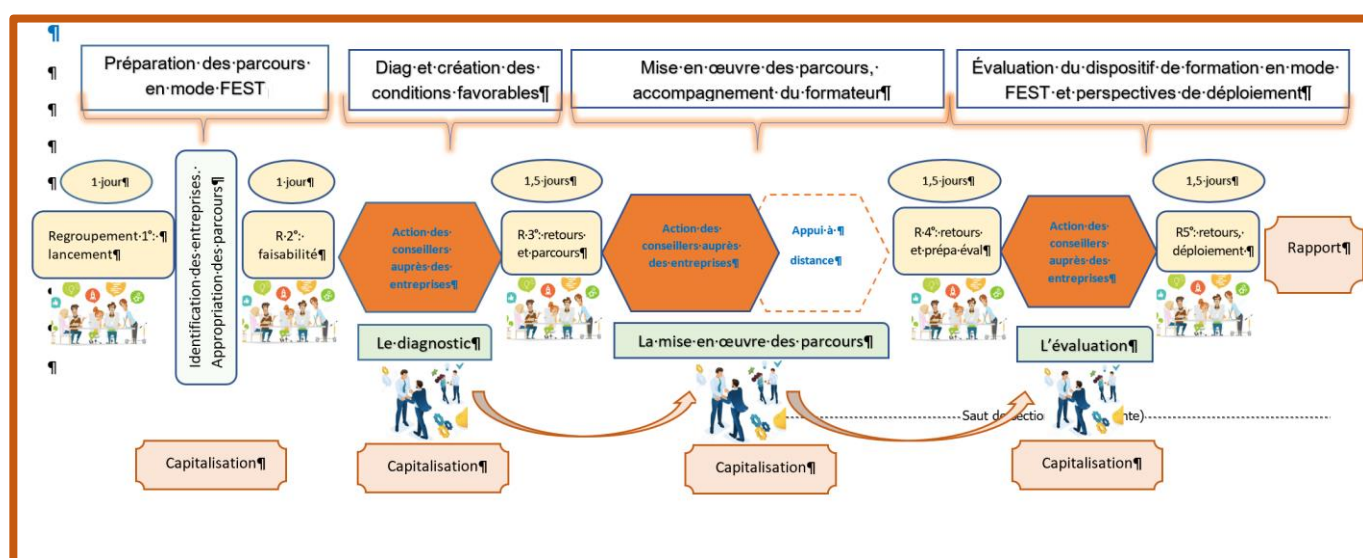 ¶
Préparation·des·parcours·
en·mode·FEST
Diag·et·création·des·
conditions·favorables¶
Mise·en·œuvre·des·parcours,·
accompagnement·du·formateur¶
Évaluation·du·dispositif·de·formation·en·mode·
FEST·et·perspectives·de·déploiement¶
¶
¶
¶
¶
¶
¶
1·jour¶
Identification·des·entreprises.·
Appropriation·des·parcours¶
1·jour¶
1,5·jours¶
1,5·jours¶
1,5·jours¶
Regroupement·1°:·¶
lancement¶
R·2°:·
faisabilité¶
Action·des·
conseillers·
auprès·des·
entreprises¶
R·3°:·retours·
et·parcours¶
Action·des·
conseillers·auprès·
des·entreprises¶
Appui·à·¶
distance¶
R·4°:·retours·
et·prépa·éval¶
Action·des·
conseillers·
auprès·des·
entreprises¶
R5°:·retours,·
déploiement¶
Rapport¶
Le·diagnostic¶
La·mise·en·œuvre·des·parcours¶
L'évaluation¶
Saut de
Capitalisation¶
Capitalisation¶
Capitalisation¶
Capitalisation¶